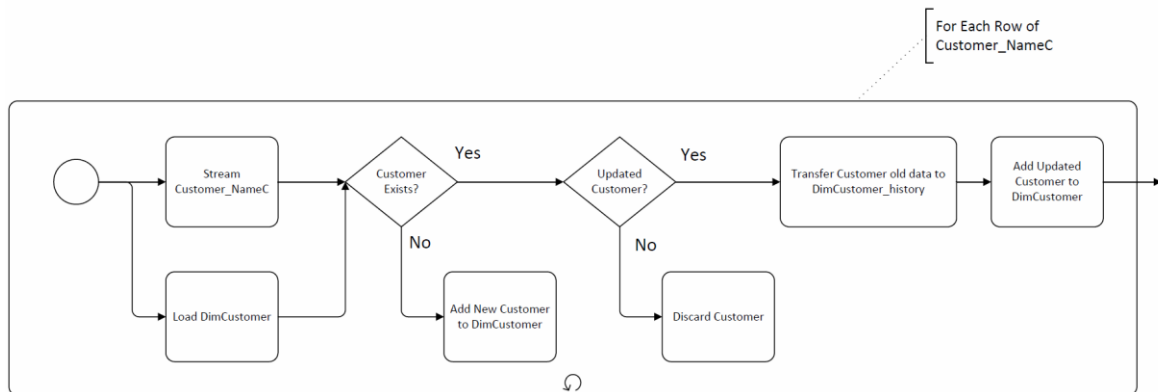 For Each Row of
Customer_NameC
Stream
Customer_NameC
Customer
Exists?
Yes
Updated
Customer?
Yes
Transfer Customer old data to
DimCustomer_history
Add Updated
Customer to
DimCustomer
No
No
Load DimCustomer
Add New Customer
to DimCustomer
Discard Customer